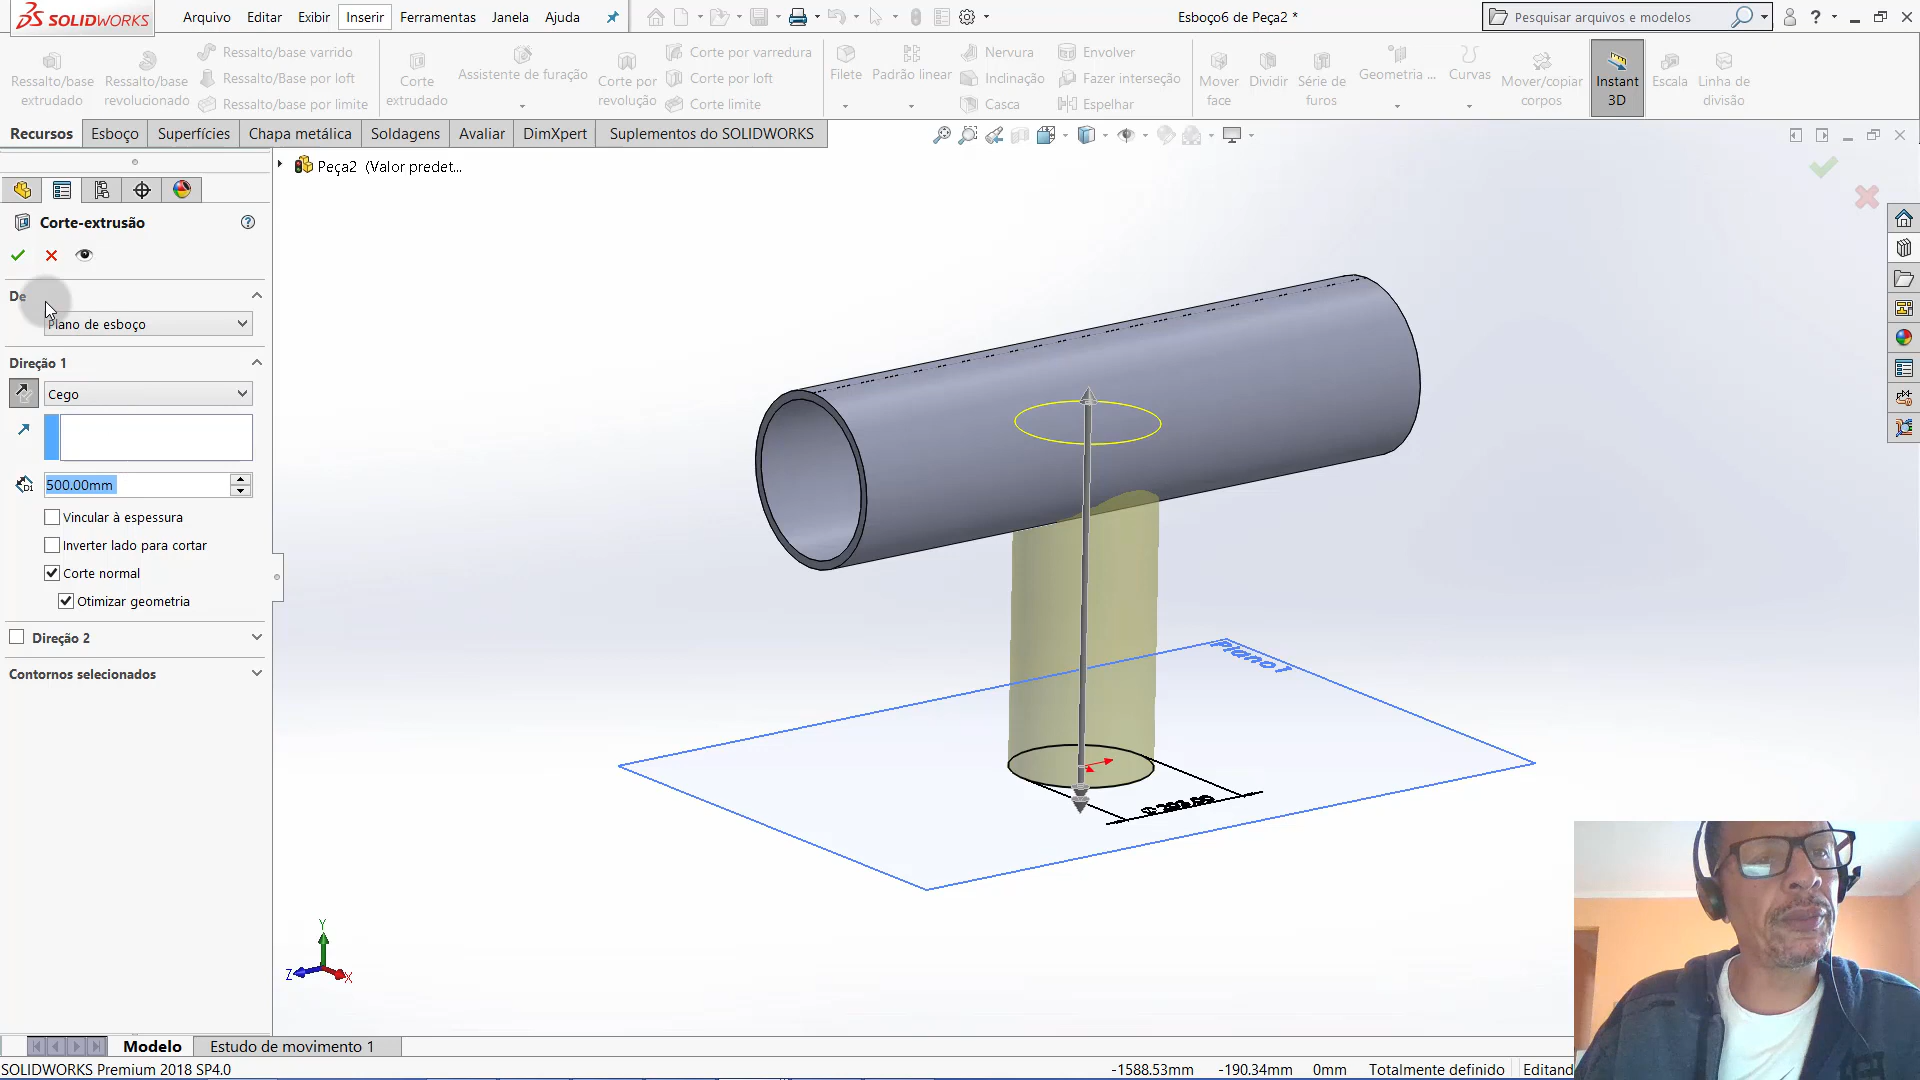 SOLIDWORKS Arquivo Editar Exibir Inserir Ferramentas Janela Ajuda Esboço6 de Peça2 * Pesquisar arquivos e modelos
Ressalto/base extrudado
Ressalto/base revolucionado
Ressalto/base varrido
Ressalto/base por loft
Ressalto/base por limite
Corte extrudado
Assistente de furação
Corte por revolução
Corte por varredura
Corte por loft
Corte limite
Filete
Padrão linear
Nervura
Inclinação
Casca
Envolver
Fazer interseção
Espelhar
Mover face
Dividir
Série de furos
Geometria ...
Curvas
Mover/copiar corpos
Instant 3D
Escala
Linha de divisão
Recursos Esboço Superfícies Chapa metálica Soldagens Avaliar DimXpert Suplementos do SOLIDWORKS
Peça2 (Valor predet...
Corte-extrusão
De
Plano de esboço
Direção 1
Cego
D1
500.00mm
Vincular à espessura
Inverter lado para cortar
Corte normal
Otimizar geometria
Direção 2
Contornos selecionados
Plano1
Y
Z
X
Modelo Estudo de movimento 1
SOLIDWORKS Premium 2018 SP4.0 -1588.53mm -190.34mm 0mm Totalmente definido Editand